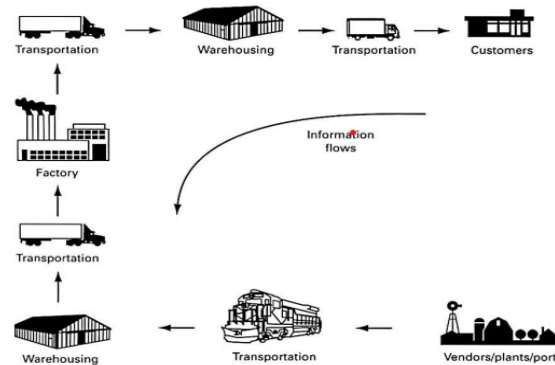 Transportation
Warehousing
Transportation
Customers
Information
flows
Factory
Transportation
Warehousing
Transportation
Vendors/plants/port